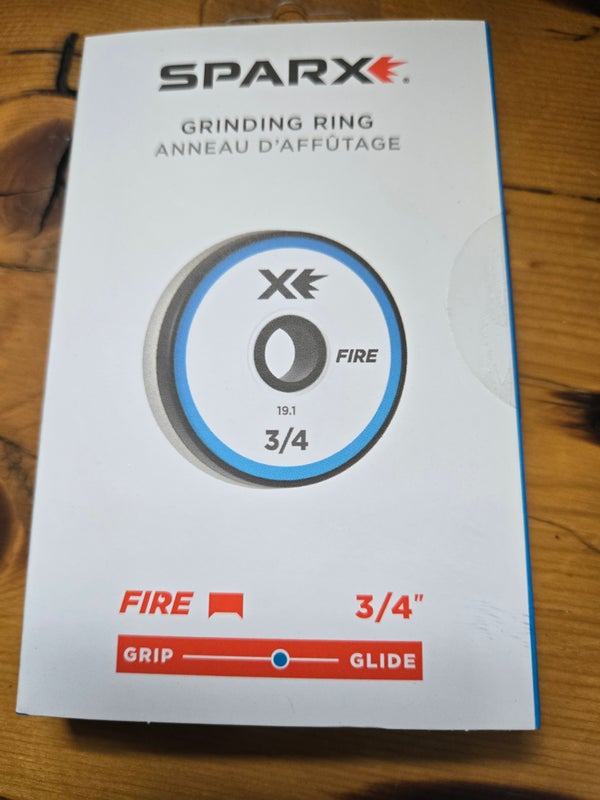 SPARX
GRINDING RING
ANNEAU D'AFFÛTAGE
X
FIRE
19.1
3/4
FIRE 3/4"
GRIP GLIDE